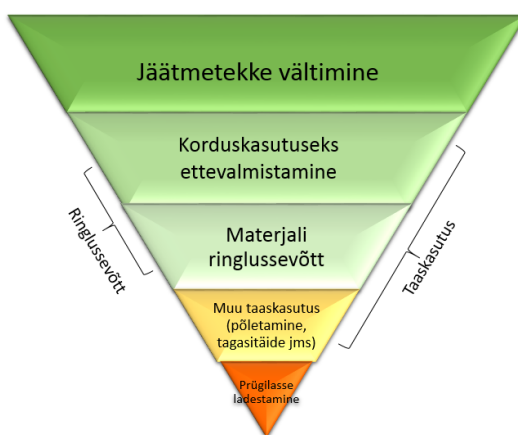 Jäätmetekke vältimine
Korduskasutuseks
ettevalmistamine
Materjali
ringlussevõtt
Ringlussevõtt
Taaskasutus
Muu taaskasutus
(põletamine,
tagasitäide jms)
Prügilasse
ladestamine